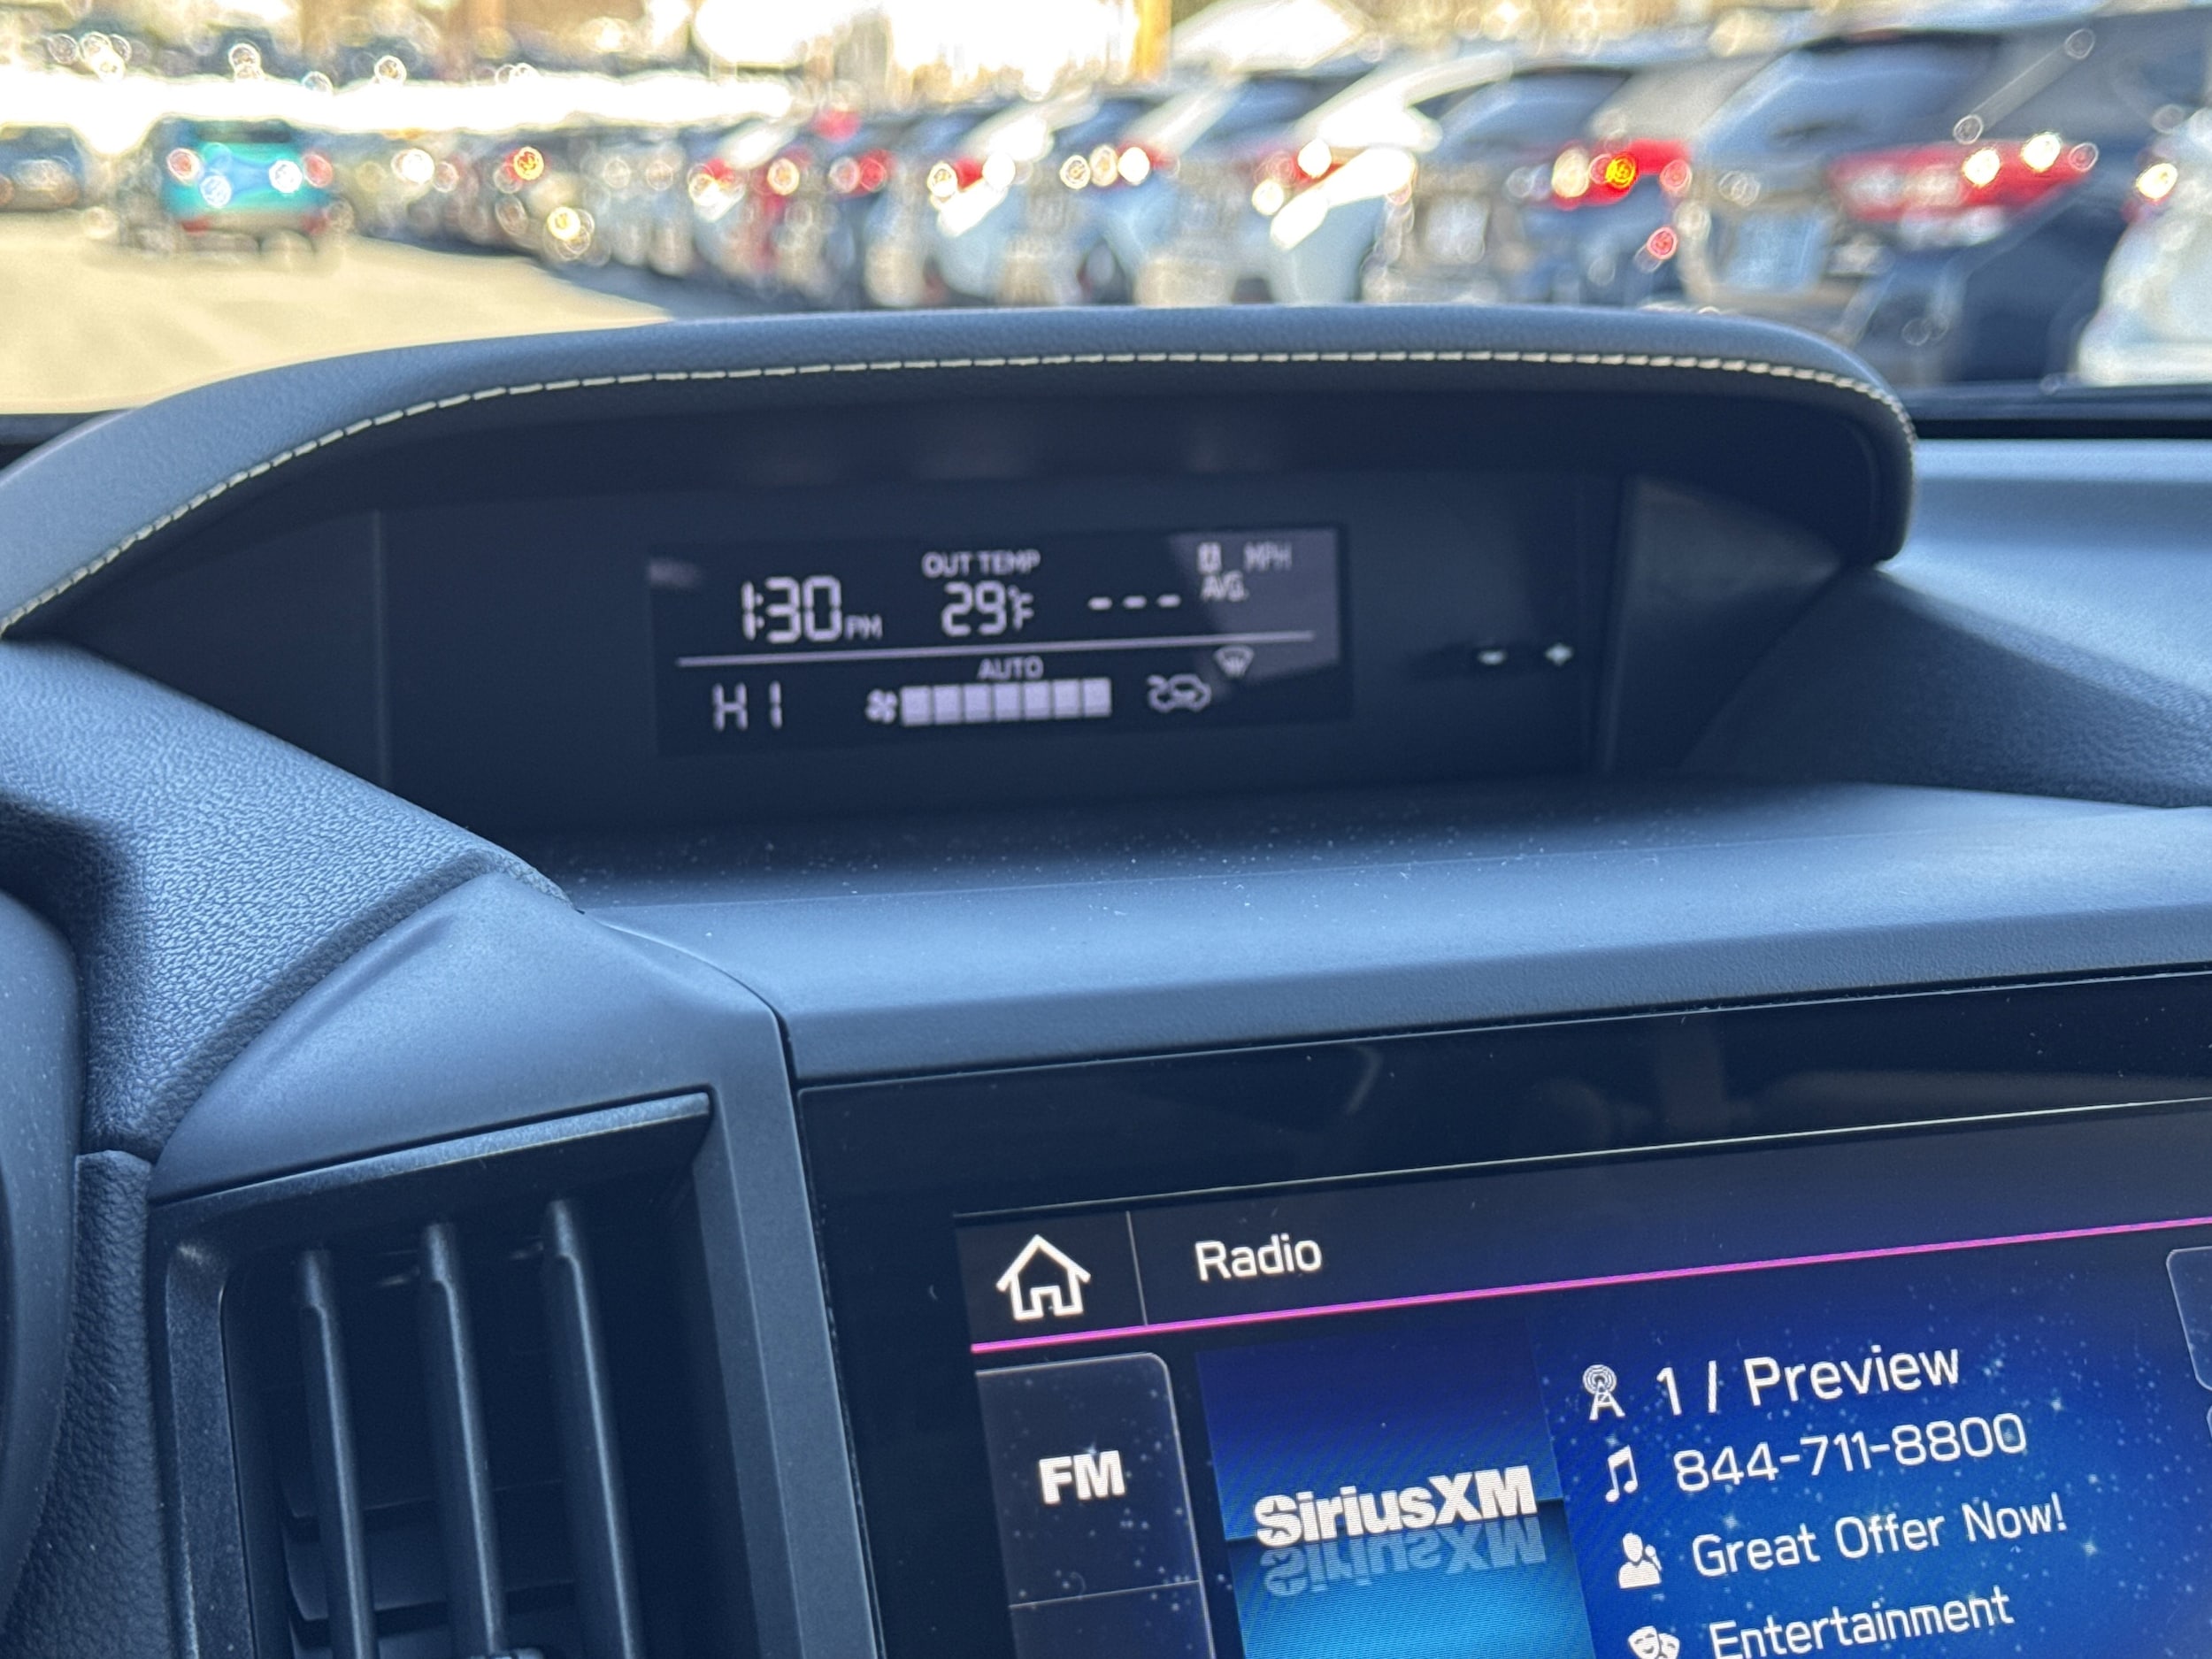 OUT TEMP
1:30 PM 29°F --- A MPH
AVG.
AUTO
HI
Radio
1 / Preview
FM
844-711-8800
SiriusXM
Great Offer Now!
Entertainment